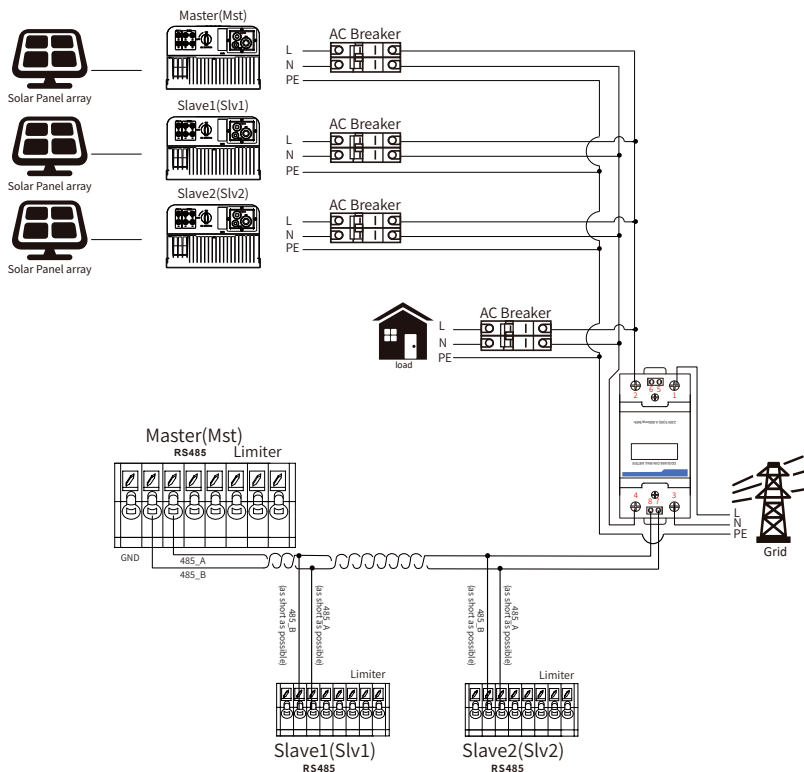 Master(Mst)
AC Breaker
L
N
PE
Solar Panel array
Slave1(Slv1)
AC Breaker
L
N
PE
Solar Panel array
Slave2(Slv2)
AC Breaker
L
N
PE
Solar Panel array
AC Breaker
L
N
PE
load
2
6
5
1
4
8
7
3
L
N
PE
Grid
Master(Mst)
RS485
Limiter
GND
485_A
485_B
485_B
(as short as possible)
485_A
(as short as possible)
485_B
(as short as possible)
485_A
(as short as possible)
Limiter
Slave1(Slv1)
RS485
Limiter
Slave2(Slv2)
RS485